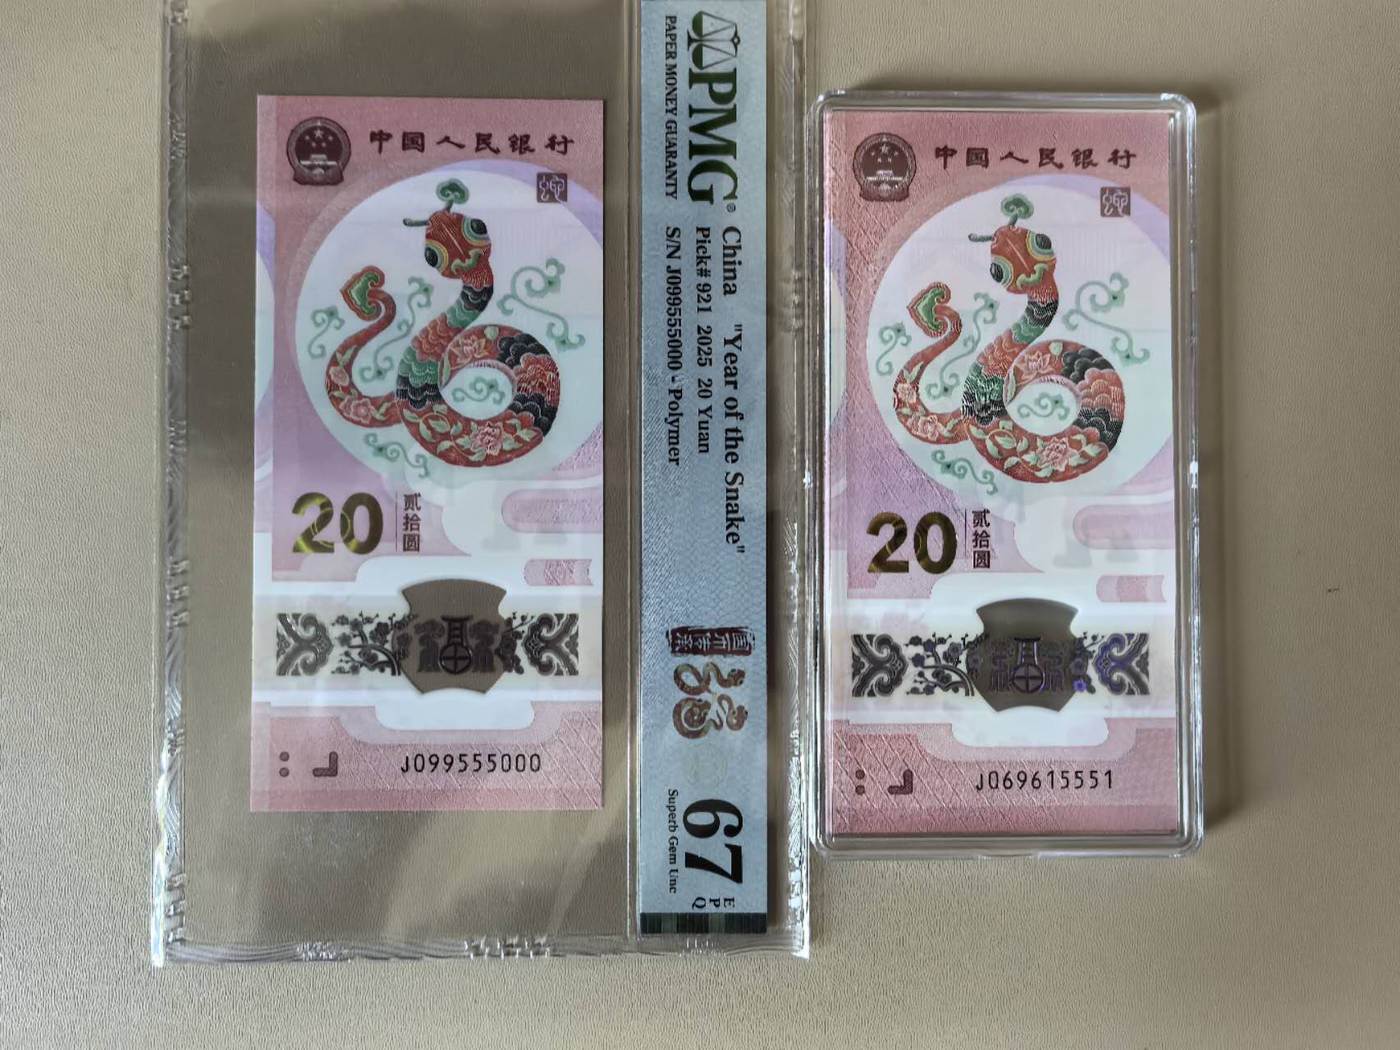 中国人民银行
20
贰拾圆
J099555000
PMG®
PAPER MONEY GUARANTY
China "Year of the Snake"
Pick# 921 2025 20 Yuan
S/N J099555000 - Polymer
67
EPQ
Superb Gem Unc
中国人民银行
20
贰拾圆
J069615551